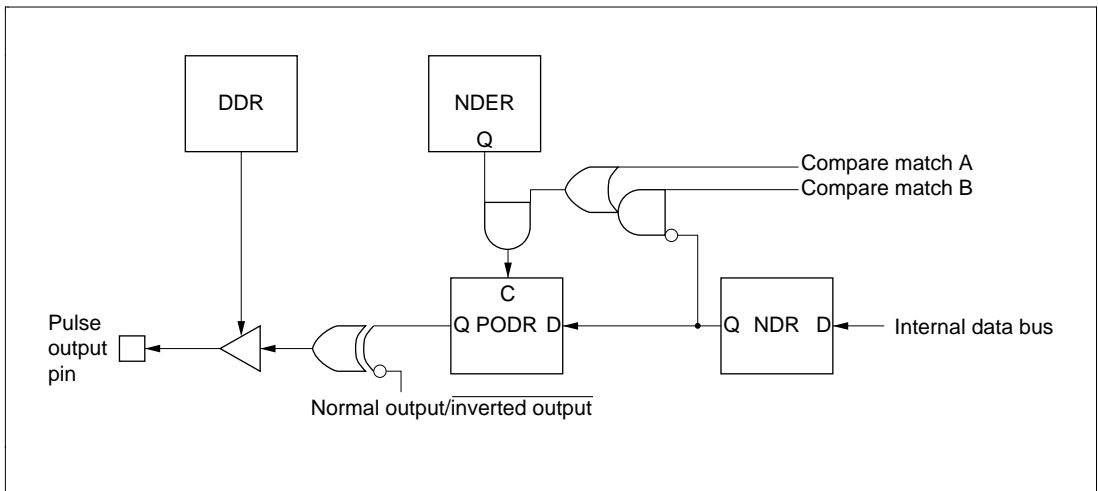 DDR
NDER
Q
Compare match A
Compare match B
C
Q PODR D
Q NDR D
Internal data bus
Pulse
output
pin
Normal output/inverted output